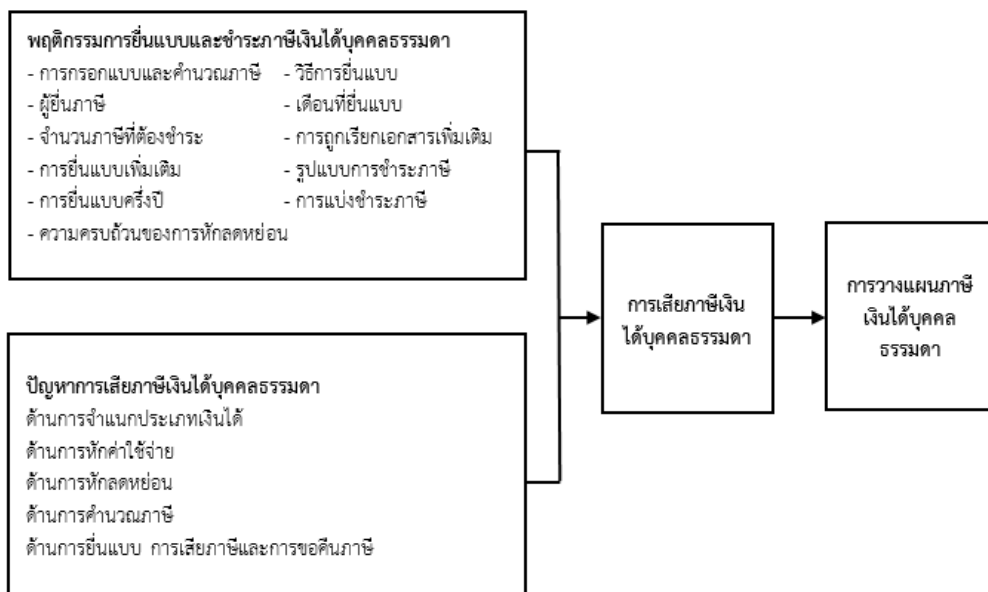 พฤติกรรมการยื่นแบบและชำระภาษีเงินได้บุคคลธรรมดา
- การกรอกแบบและคำนวณภาษี - วิธีการยื่นแบบ
- ผู้ยื่นภาษี - เดือนที่ยื่นแบบ
- จำนวนภาษีที่ต้องชำระ - การถูกเรียกเอกสารเพิ่มเติม
- การยื่นแบบเพิ่มเติม - รูปแบบการชำระภาษี
- การยื่นแบบครึ่งปี - การแบ่งชำระภาษี
- ความครบถ้วนของการหักลดหย่อน
ปัญหาการเสียภาษีเงินได้บุคคลธรรมดา
ด้านการจำแนกประเภทเงินได้
ด้านการหักค่าใช้จ่าย
ด้านการหักลดหย่อน
ด้านการคำนวณภาษี
ด้านการยื่นแบบ การเสียภาษีและการขอคืนภาษี
การเสียภาษีเงิน
ได้บุคคลธรรมดา
การวางแผนภาษี
เงินได้บุคคล
ธรรมดา